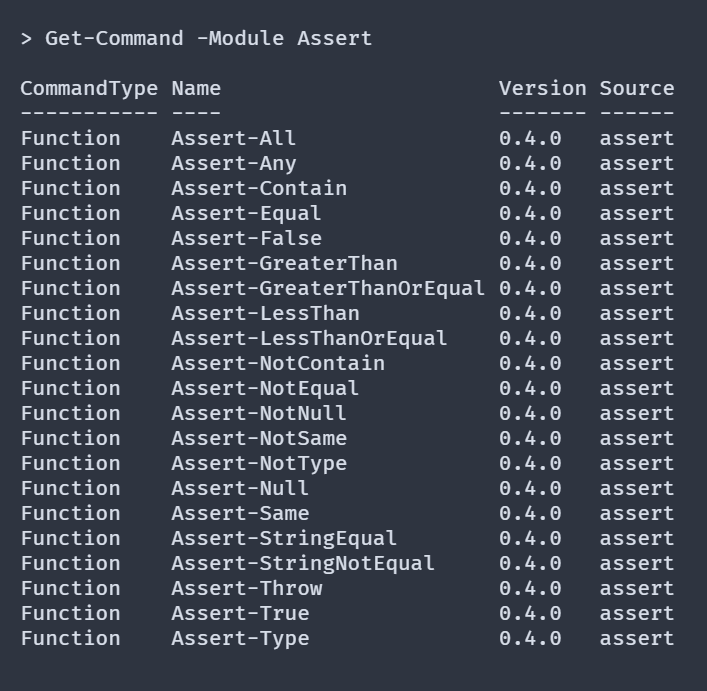 > Get-Command -Module Assert
CommandType Name                      Version Source
----------- ----                      ------- ------
Function    Assert-All                0.4.0   assert
Function    Assert-Any                0.4.0   assert
Function    Assert-Contain            0.4.0   assert
Function    Assert-Equal              0.4.0   assert
Function    Assert-False              0.4.0   assert
Function    Assert-GreaterThan        0.4.0   assert
Function    Assert-GreaterThanOrEqual 0.4.0   assert
Function    Assert-LessThan           0.4.0   assert
Function    Assert-LessThanOrEqual    0.4.0   assert
Function    Assert-NotContain         0.4.0   assert
Function    Assert-NotEqual           0.4.0   assert
Function    Assert-NotNull            0.4.0   assert
Function    Assert-NotSame            0.4.0   assert
Function    Assert-NotType            0.4.0   assert
Function    Assert-Null               0.4.0   assert
Function    Assert-Same               0.4.0   assert
Function    Assert-StringEqual        0.4.0   assert
Function    Assert-StringNotEqual     0.4.0   assert
Function    Assert-Throw              0.4.0   assert
Function    Assert-True               0.4.0   assert
Function    Assert-Type               0.4.0   assert